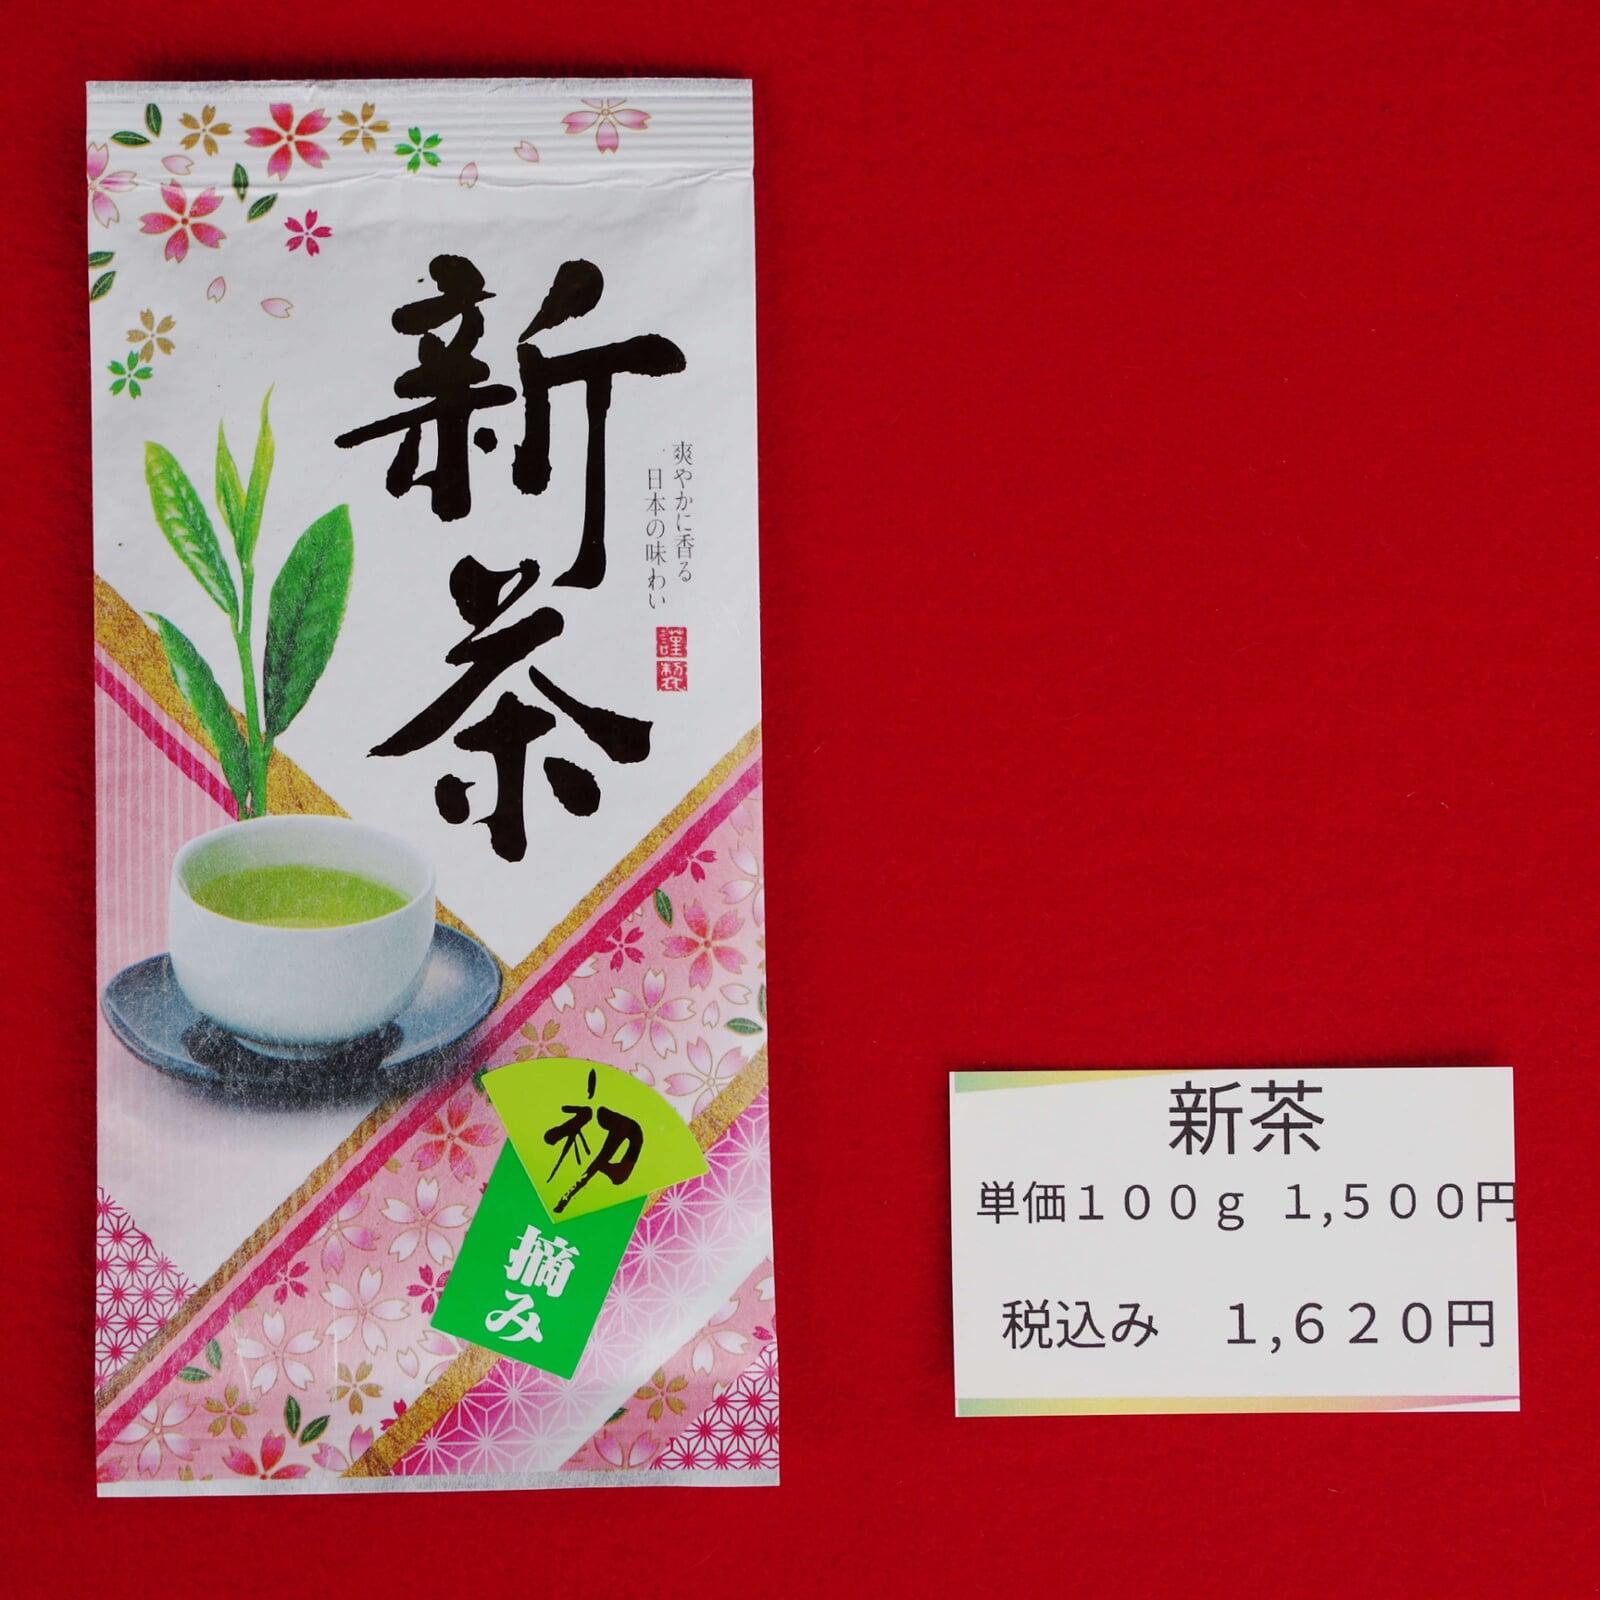 新茶
爽やかに香る
日本の味わい
謹製
初
摘み
新茶
単価１００ｇ １,５００円
税込み １,６２０円